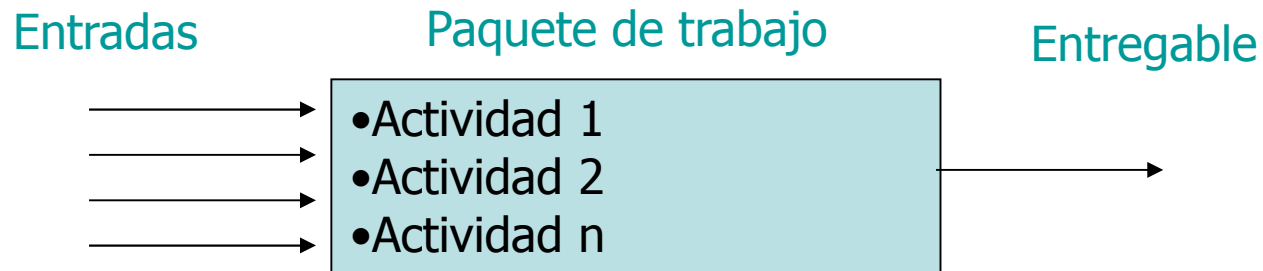 Entradas
Paquete de trabajo
Entregable
•Actividad 1
•Actividad 2
•Actividad n